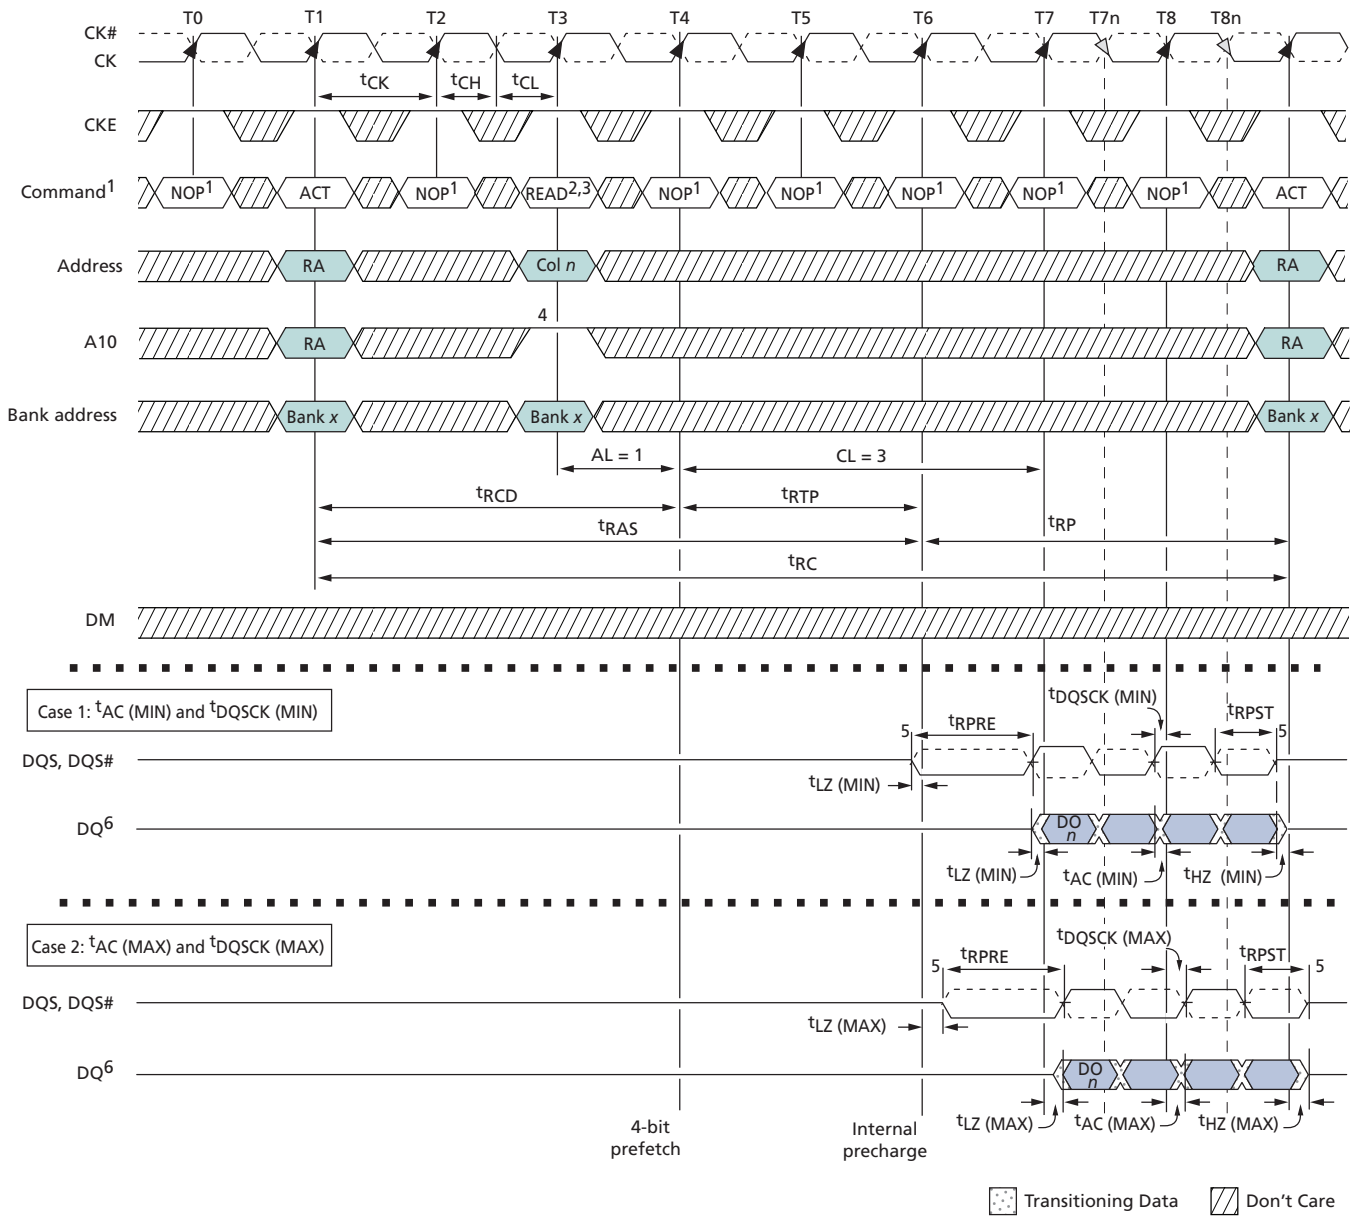 T0 T1 T2 T3 T4 T5 T6 T7 T7n T8 T8n
CK#
CK
tCK tCH tCL
CKE
Command1 NOP1 ACT NOP1 READ2,3 NOP1 NOP1 NOP1 NOP1 NOP1 ACT
Address RA Col n RA
4
A10 RA RA
Bank address Bank x Bank x Bank x
AL = 1 CL = 3
tRCD tRTP
tRAS tRP
tRC
DM
Case 1: tAC (MIN) and tDQSCK (MIN)
tDQSCK (MIN)
5 tRPRE tRPST 5
DQS, DQS#
tLZ (MIN)
DQ6 DO n
tLZ (MIN) tAC (MIN) tHZ (MIN)
Case 2: tAC (MAX) and tDQSCK (MAX)
tDQSCK (MAX)
5 tRPRE tRPST 5
DQS, DQS#
tLZ (MAX)
DQ6 DO n
tLZ (MAX) tAC (MAX) tHZ (MAX)
4-bit prefetch
Internal precharge
Transitioning Data Don't Care